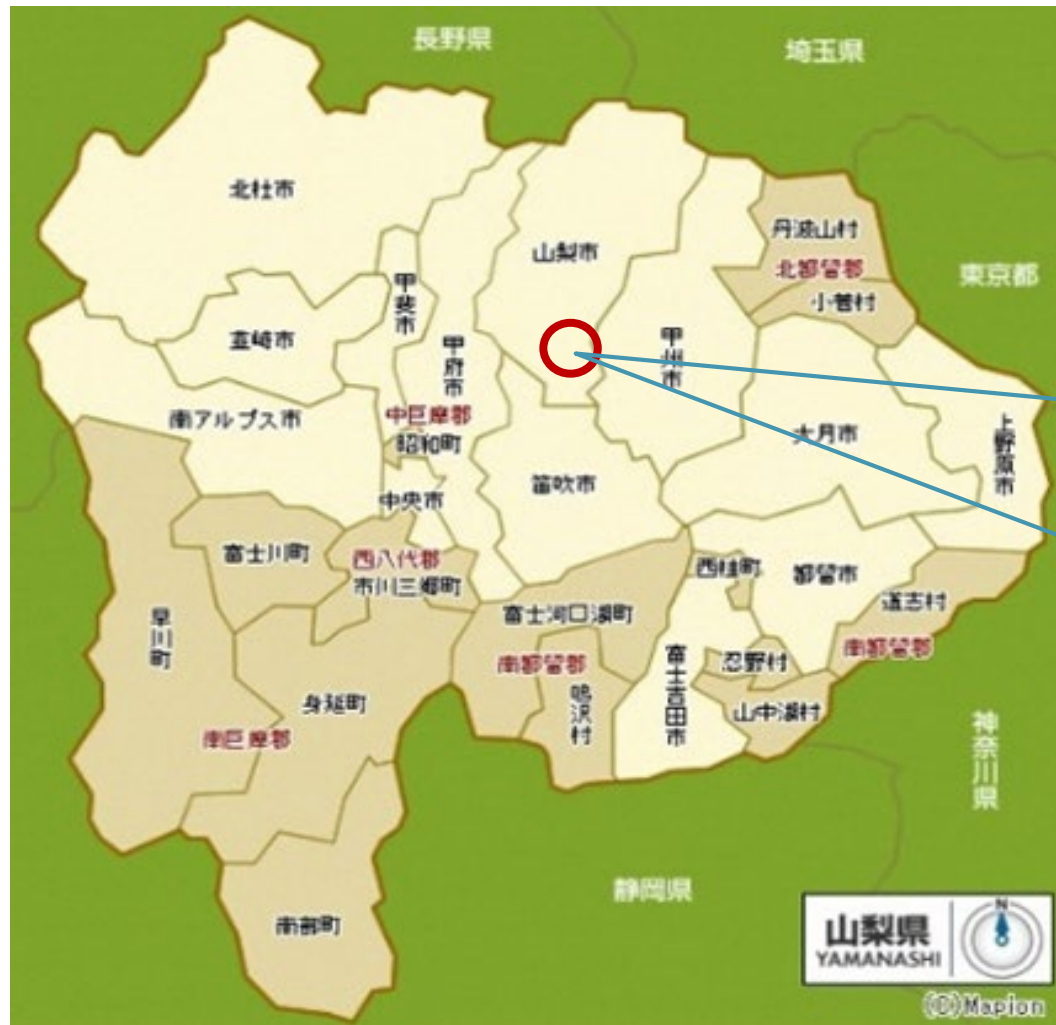 長野県
埼玉県
北杜市
山梨市
丹波山村
北都留郡
小菅村
東京都
甲斐市
韮崎市
甲府市
甲州市
南アルプス市
中巨摩郡
昭和町
中央市
笛吹市
大月市
上野原市
富士川町
西八代郡
市川三郷町
西桂町
都留市
道志村
早川町
富士河口湖町
南都留郡
鳴沢村
富士吉田市
忍野村
南都留郡
山中湖村
身延町
南巨摩郡
神奈川県
静岡県
南部町
山梨県
YAMANASHI
N
(C)Mapion